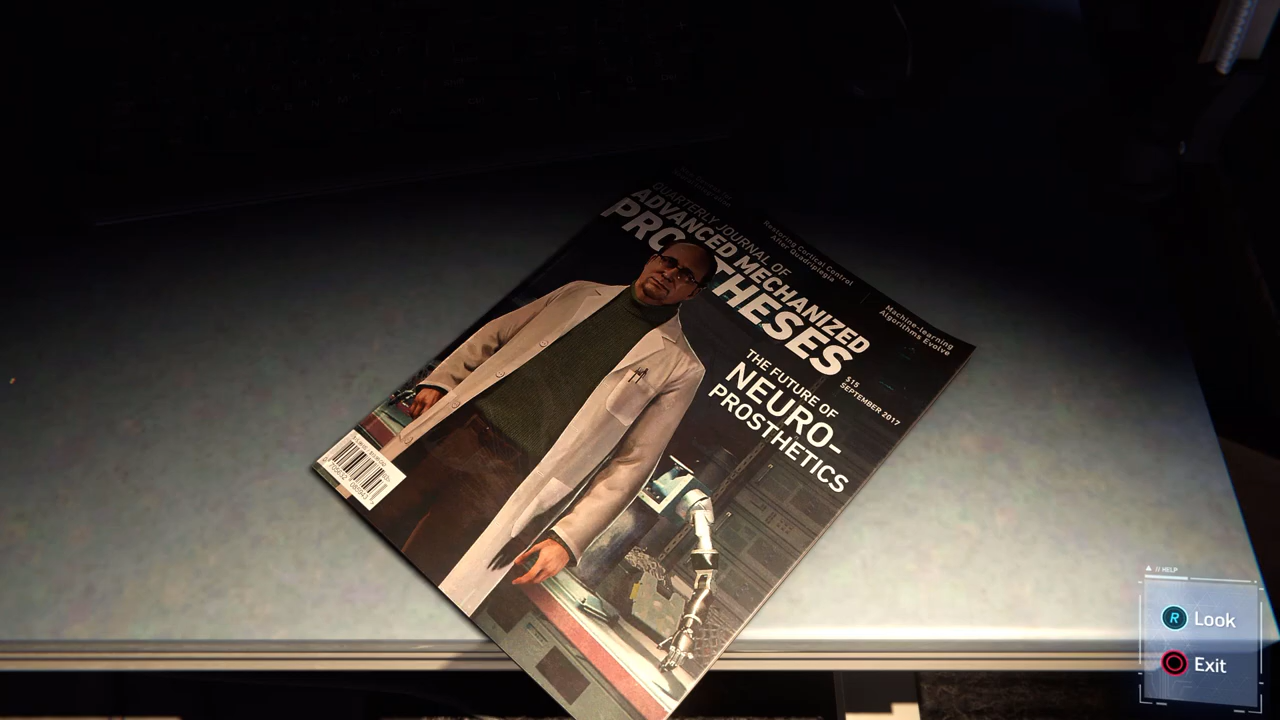 QUARTERLY JOURNAL OF
ADVANCED MECHANIZED
PROSTHESES
Restoring Cortical Control
After Quadriplegia
Machine-learning
Algorithms Evolve
$15
SEPTEMBER 2017
THE FUTURE OF
NEURO-
PROSTHETICS
// HELP
R Look
Exit